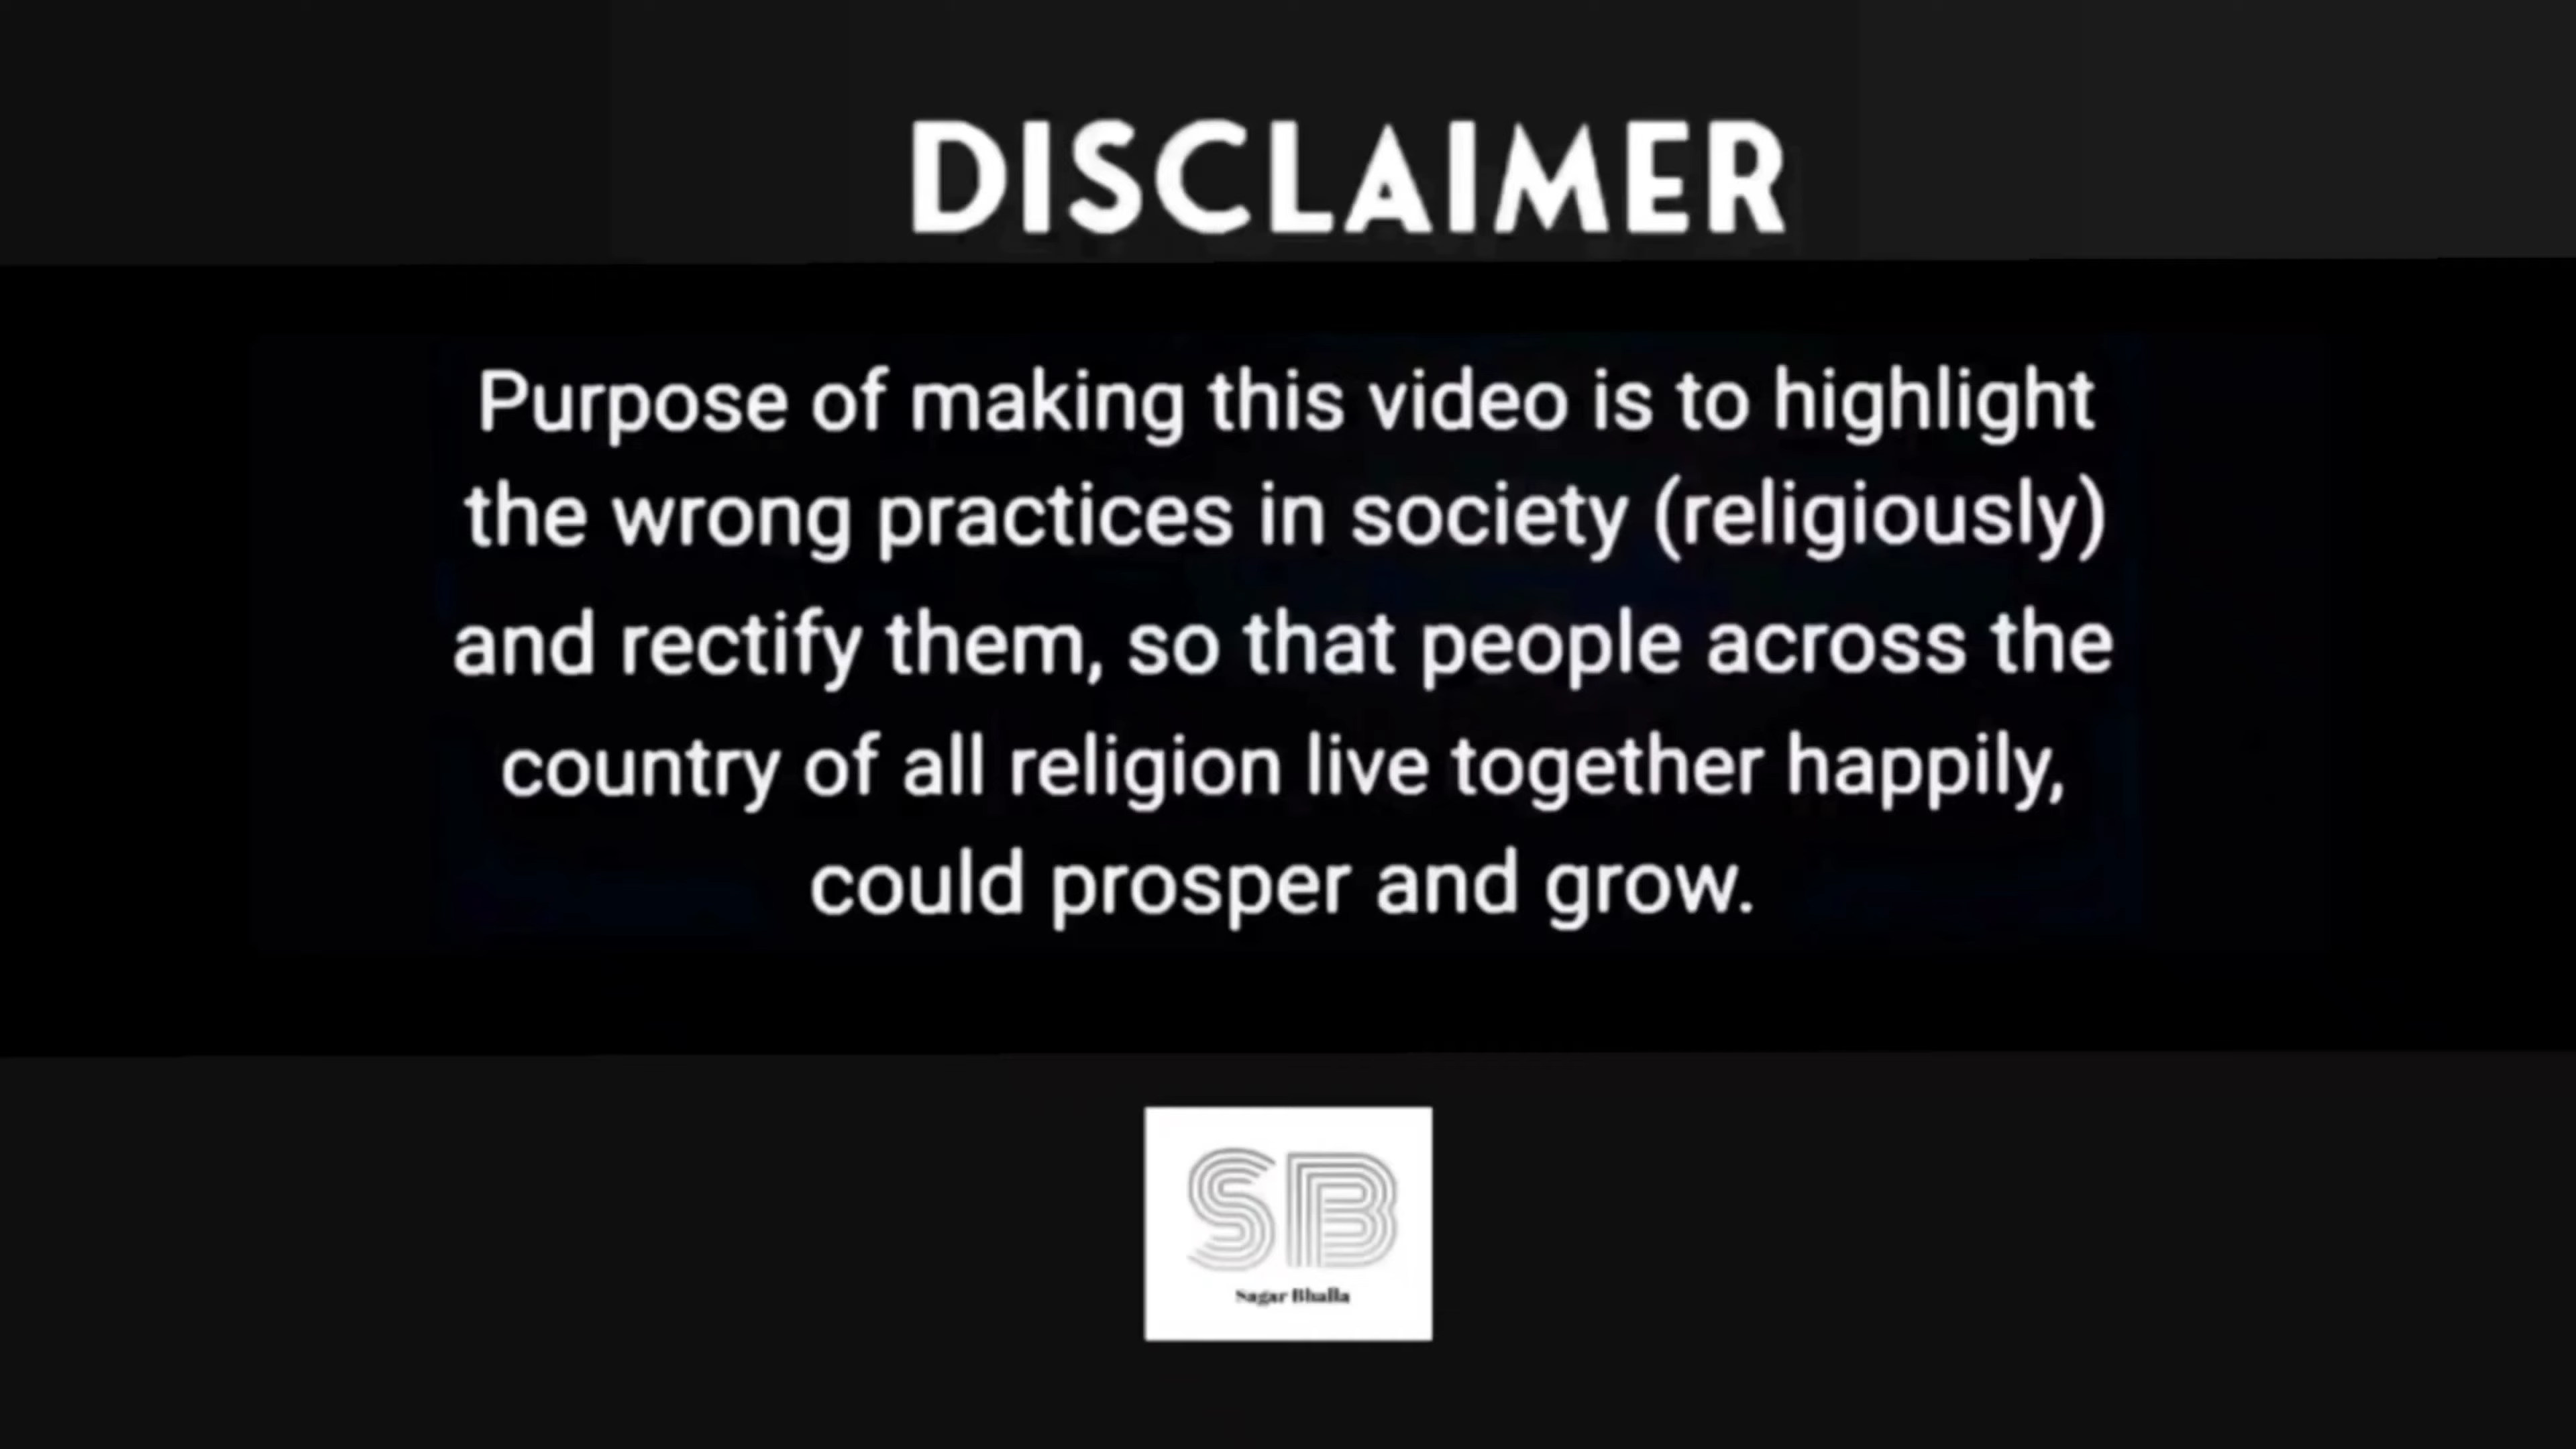 DISCLAIMER
Purpose of making this video is to highlight
the wrong practices in society (religiously)
and rectify them, so that people across the
country of all religion live together happily,
could prosper and grow.
SB
Sagar Bhalla